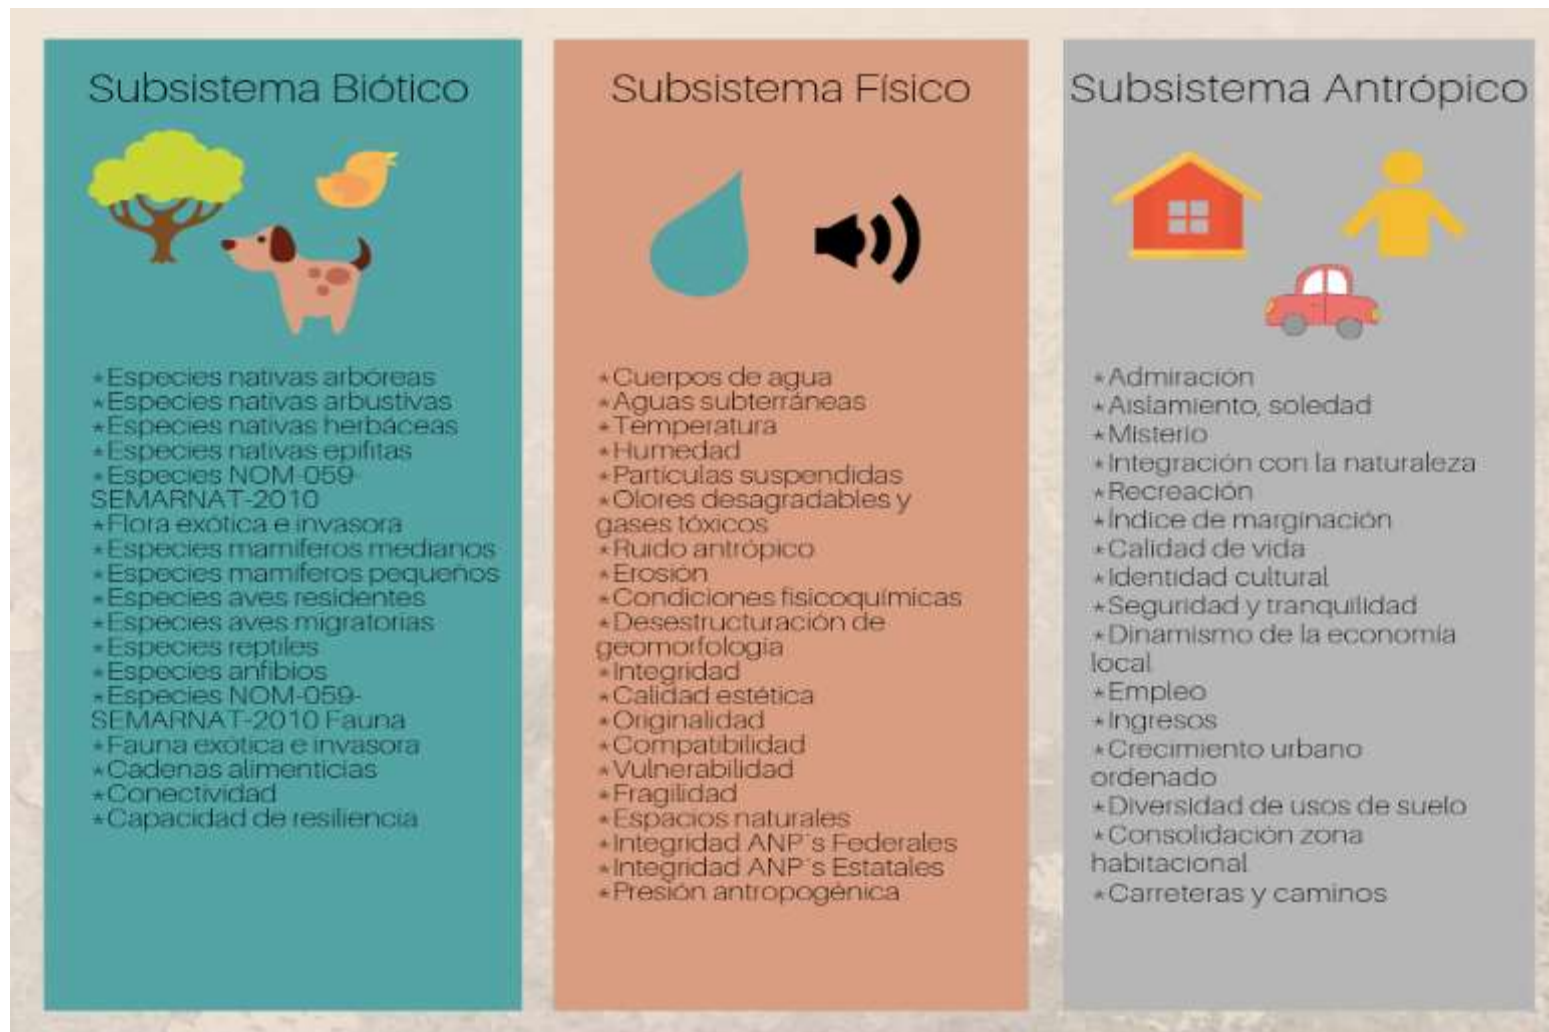 Subsistema Biótico
*Especies nativas arbóreas
*Especies nativas arbustivas
*Especies nativas herbáceas
*Especies nativas epifitas
*Especies NOM-059-
SEMARNAT-2010
*Flora exótica e invasora
*Especies mamíferos medianos
*Especies mamíferos pequeños
*Especies aves residentes
*Especies aves migratorias
*Especies reptiles
*Especies anfibios
*Especies NOM-059-
SEMARNAT-2010 Fauna
*Fauna exótica e invasora
*Cadenas alimenticias
*Conectividad
*Capacidad de resiliencia
Subsistema Físico
*Cuerpos de agua
*Aguas subterráneas
*Temperatura
*Humedad
*Partículas suspendidas
*Olores desagradables y
gases tóxicos
*Ruido antrópico
*Erosión
*Condiciones fisicoquímicas
*Desestructuración de
geomorfología
*Integridad
*Calidad estética
*Originalidad
*Compatibilidad
*Vulnerabilidad
*Fragilidad
*Espacios naturales
*Integridad ANP´s Federales
*Integridad ANP´s Estatales
*Presión antropogénica
Subsistema Antrópico
*Admiración
*Aislamiento, soledad
*Misterio
*Integración con la naturaleza
*Recreación
*Índice de marginación
*Calidad de vida
*Identidad cultural
*Seguridad y tranquilidad
*Dinamismo de la economía
local
*Empleo
*Ingresos
*Crecimiento urbano
ordenado
*Diversidad de usos de suelo
*Consolidación zona
habitacional
*Carreteras y caminos